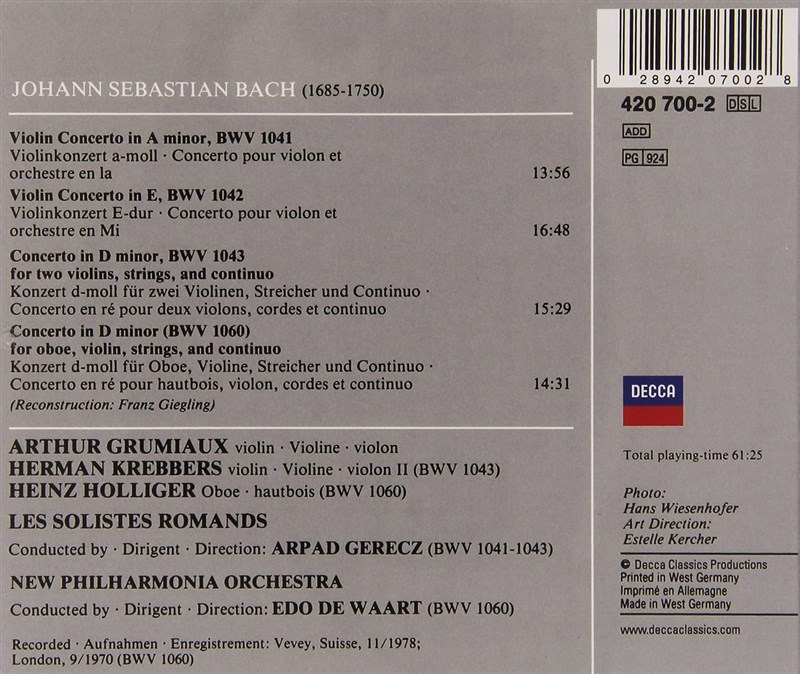 JOHANN SEBASTIAN BACH (1685-1750)
Violin Concerto in A minor, BWV 1041
Violinkonzert a-moll · Concerto pour violon et
orchestre en la 13:56
Violin Concerto in E, BWV 1042
Violinkonzert E-dur · Concerto pour violon et
orchestre en Mi 16:48
Concerto in D minor, BWV 1043
for two violins, strings, and continuo
Konzert d-moll für zwei Violinen, Streicher und Continuo ·
Concerto en ré pour deux violons, cordes et continuo 15:29
Concerto in D minor (BWV 1060)
for oboe, violin, strings, and continuo
Konzert d-moll für Oboe, Violine, Streicher und Continuo ·
Concerto en ré pour hautbois, violon, cordes et continuo 14:31
(Reconstruction: Franz Giegling)
ARTHUR GRUMIAUX violin · Violine · violon
HERMAN KREBBERS violin · Violine · violon II (BWV 1043)
HEINZ HOLLIGER Oboe · hautbois (BWV 1060)
LES SOLISTES ROMANDS
Conducted by · Dirigent · Direction: ARPAD GERECZ (BWV 1041-1043)
NEW PHILHARMONIA ORCHESTRA
Conducted by · Dirigent · Direction: EDO DE WAART (BWV 1060)
Recorded · Aufnahmen · Enregistrement: Vevey, Suisse, 11/1978;
London, 9/1970 (BWV 1060)
0 28942 07002 8
420 700-2 DSL
ADD
PG 924
DECCA
Total playing-time 61:25
Photo:
Hans Wiesenhofer
Art Direction:
Estelle Kercher
℗ Decca Classics Productions
Printed in West Germany
Imprimé en Allemagne
Made in West Germany
www.deccaclassics.com